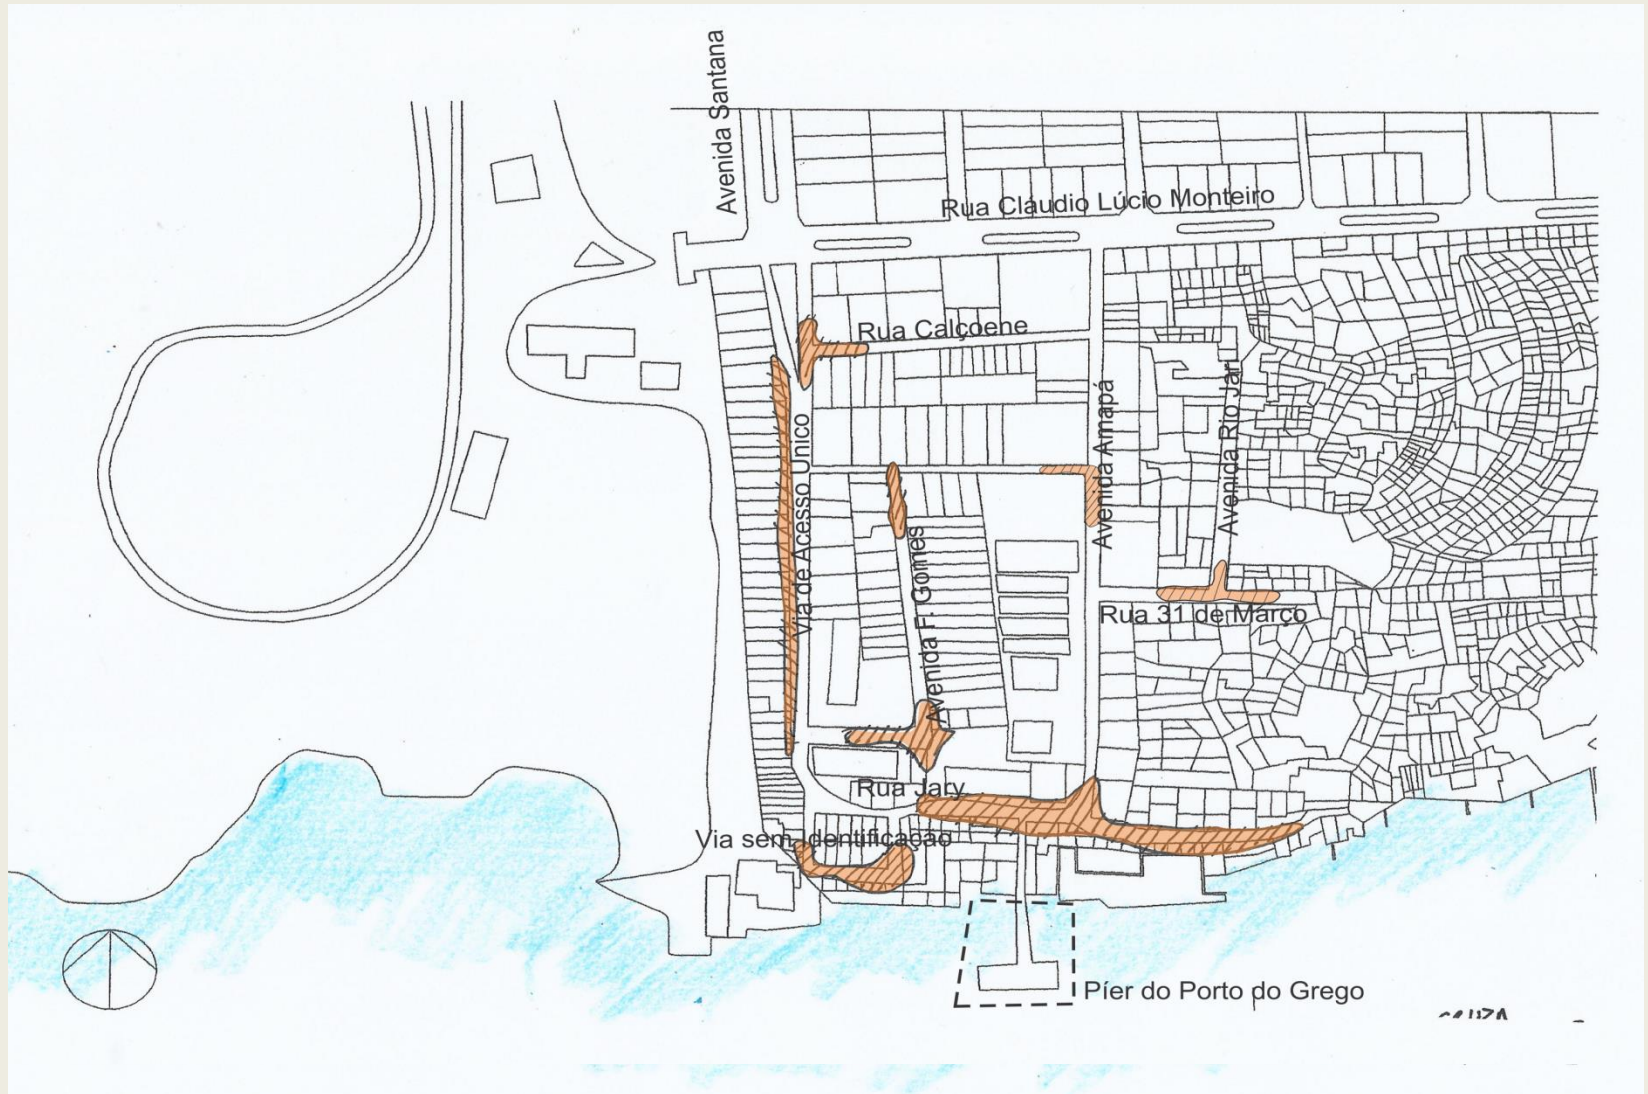 Avenida Santana
Rua Cláudio Lúcio Monteiro
Rua Calçoene
Via de Acesso Único
Avenida Amapá
Avenida Rio Jari
Avenida F. Gomes
Rua 31 de Março
Rua Jary
Via sem Identificação
Píer do Porto do Grego